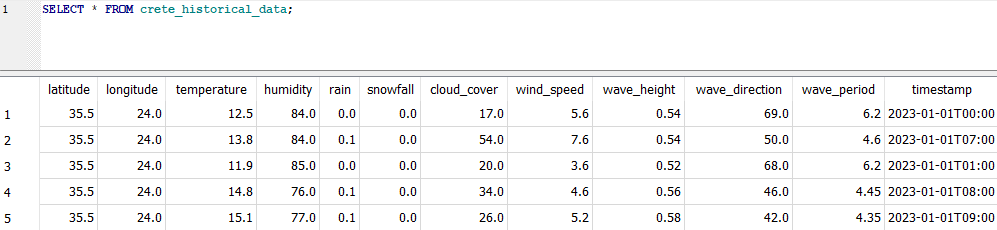 1 SELECT * FROM crete_historical_data;
latitude longitude temperature humidity rain snowfall cloud_cover wind_speed wave_height wave_direction wave_period timestamp
1 35.5 24.0 12.5 84.0 0.0 0.0 17.0 5.6 0.54 69.0 6.2 2023-01-01T00:00
2 35.5 24.0 13.8 84.0 0.1 0.0 54.0 7.6 0.54 50.0 4.6 2023-01-01T07:00
3 35.5 24.0 11.9 85.0 0.0 0.0 20.0 3.6 0.52 68.0 6.2 2023-01-01T01:00
4 35.5 24.0 14.8 76.0 0.1 0.0 34.0 4.6 0.56 46.0 4.45 2023-01-01T08:00
5 35.5 24.0 15.1 77.0 0.1 0.0 26.0 5.2 0.58 42.0 4.35 2023-01-01T09:00